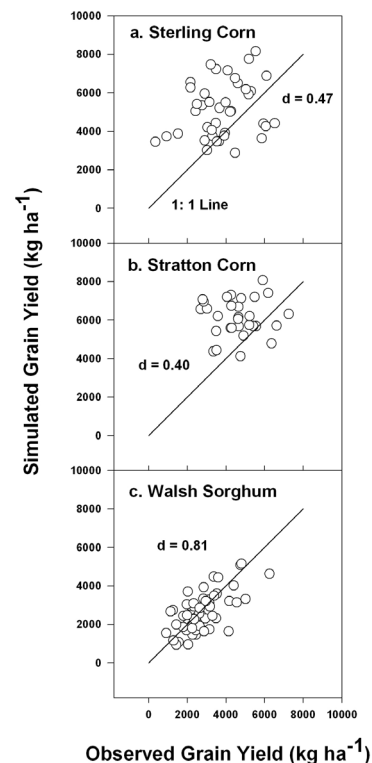 10000
a. Sterling Corn
8000
6000
d = 0.47
4000
2000
1: 1 Line
0
10000
b. Stratton Corn
8000
6000
4000
d = 0.40
2000
0
10000
c. Walsh Sorghum
8000
d = 0.81
6000
4000
2000
0
Simulated Grain Yield (kg ha-1)
0 2000 4000 6000 8000 10000
Observed Grain Yield (kg ha-1)